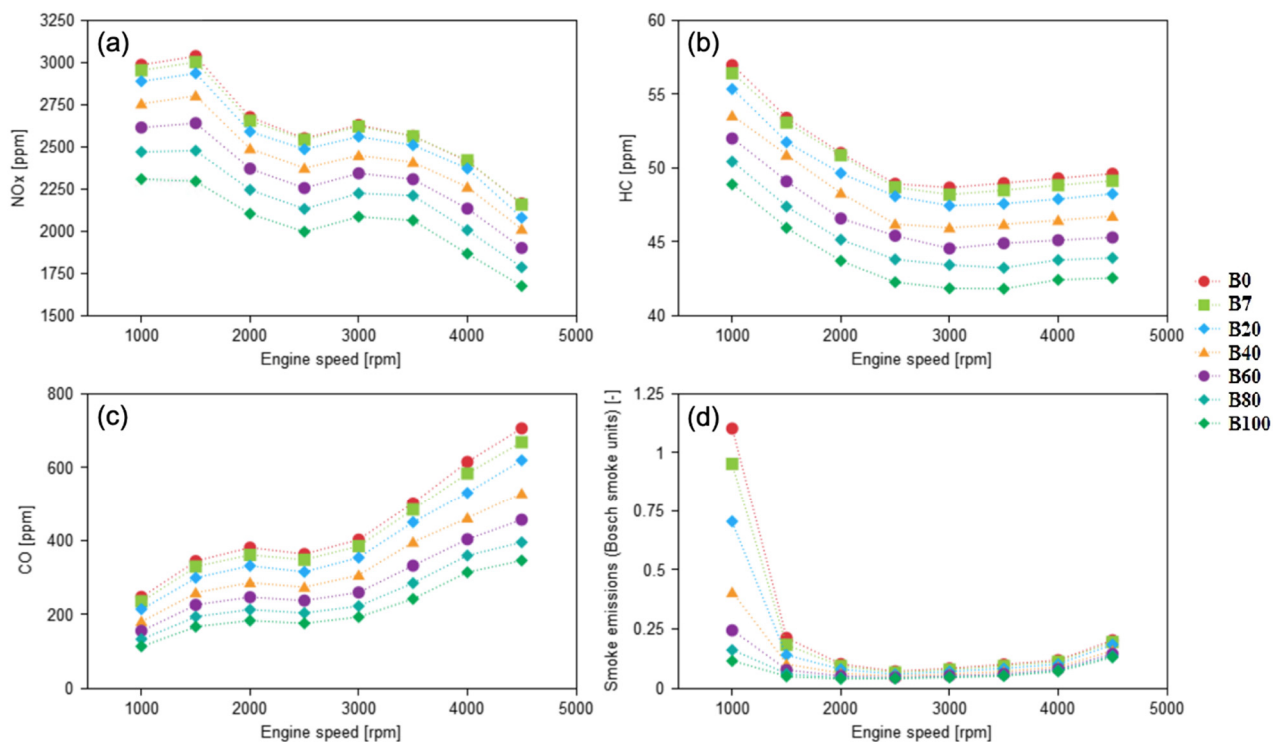 (a)
NOx [ppm]
3250
3000
2750
2500
2250
2000
1750
1500
1000
2000
3000
4000
5000
Engine speed [rpm]
(b)
HC [ppm]
60
55
50
45
40
1000
2000
3000
4000
5000
Engine speed [rpm]
(c)
CO [ppm]
800
600
400
200
0
1000
2000
3000
4000
5000
Engine speed [rpm]
(d)
Smoke emissions (Bosch smoke units) [-]
1.25
1
0.75
0.5
0.25
0
1000
2000
3000
4000
5000
Engine speed [rpm]
B0
B7
B20
B40
B60
B80
B100